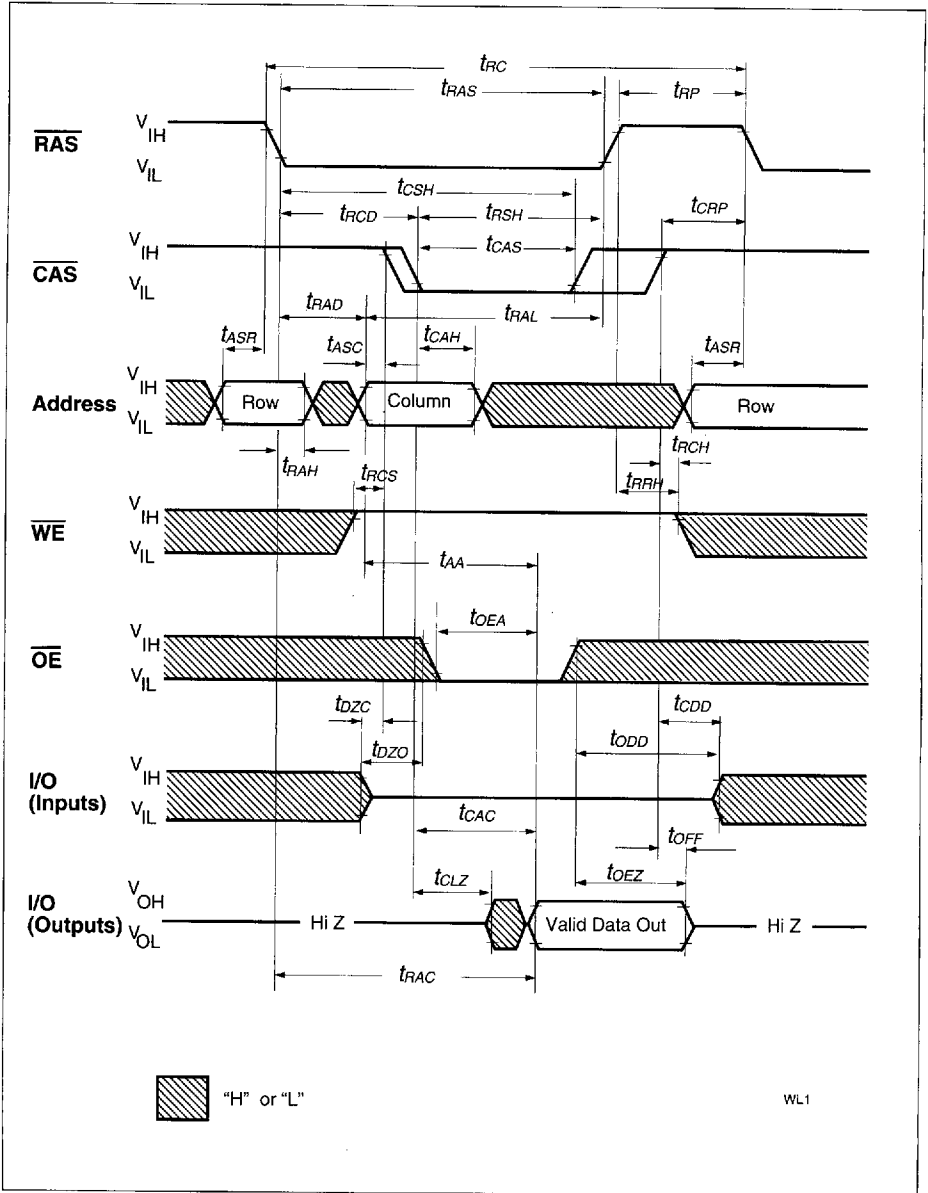 tRC
tRAS
tRP
RAS
VIH
VIL
tCSH
tRCD
tRSH
tCRP
CAS
VIH
VIL
tCAS
tRAD
tRAL
tASR
tASC
tCAH
tASR
Address
VIH
VIL
Row
Column
Row
tRAH
tRCS
tRCH
tRRH
WE
VIH
VIL
tAA
tOEA
OE
VIH
VIL
tDZC
tCDD
tDZO
tODD
I/O
(Inputs)
VIH
VIL
tCAC
tOFF
tCLZ
tOEZ
I/O
(Outputs)
VOH
VOL
Hi Z
Valid Data Out
Hi Z
tRAC
"H" or "L"
WL1